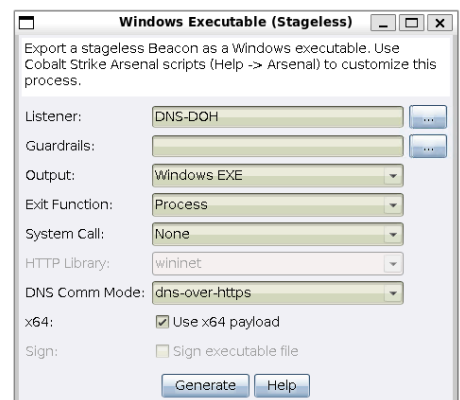 Windows Executable (Stageless)
Export a stageless Beacon as a Windows executable. Use
Cobalt Strike Arsenal scripts (Help -> Arsenal) to customize this
process.
Listener: DNS-DOH ...
Guardrails: ...
Output: Windows EXE
Exit Function: Process
System Call: None
HTTP Library: wininet
DNS Comm Mode: dns-over-https
x64: Use x64 payload
Sign: Sign executable file
Generate Help